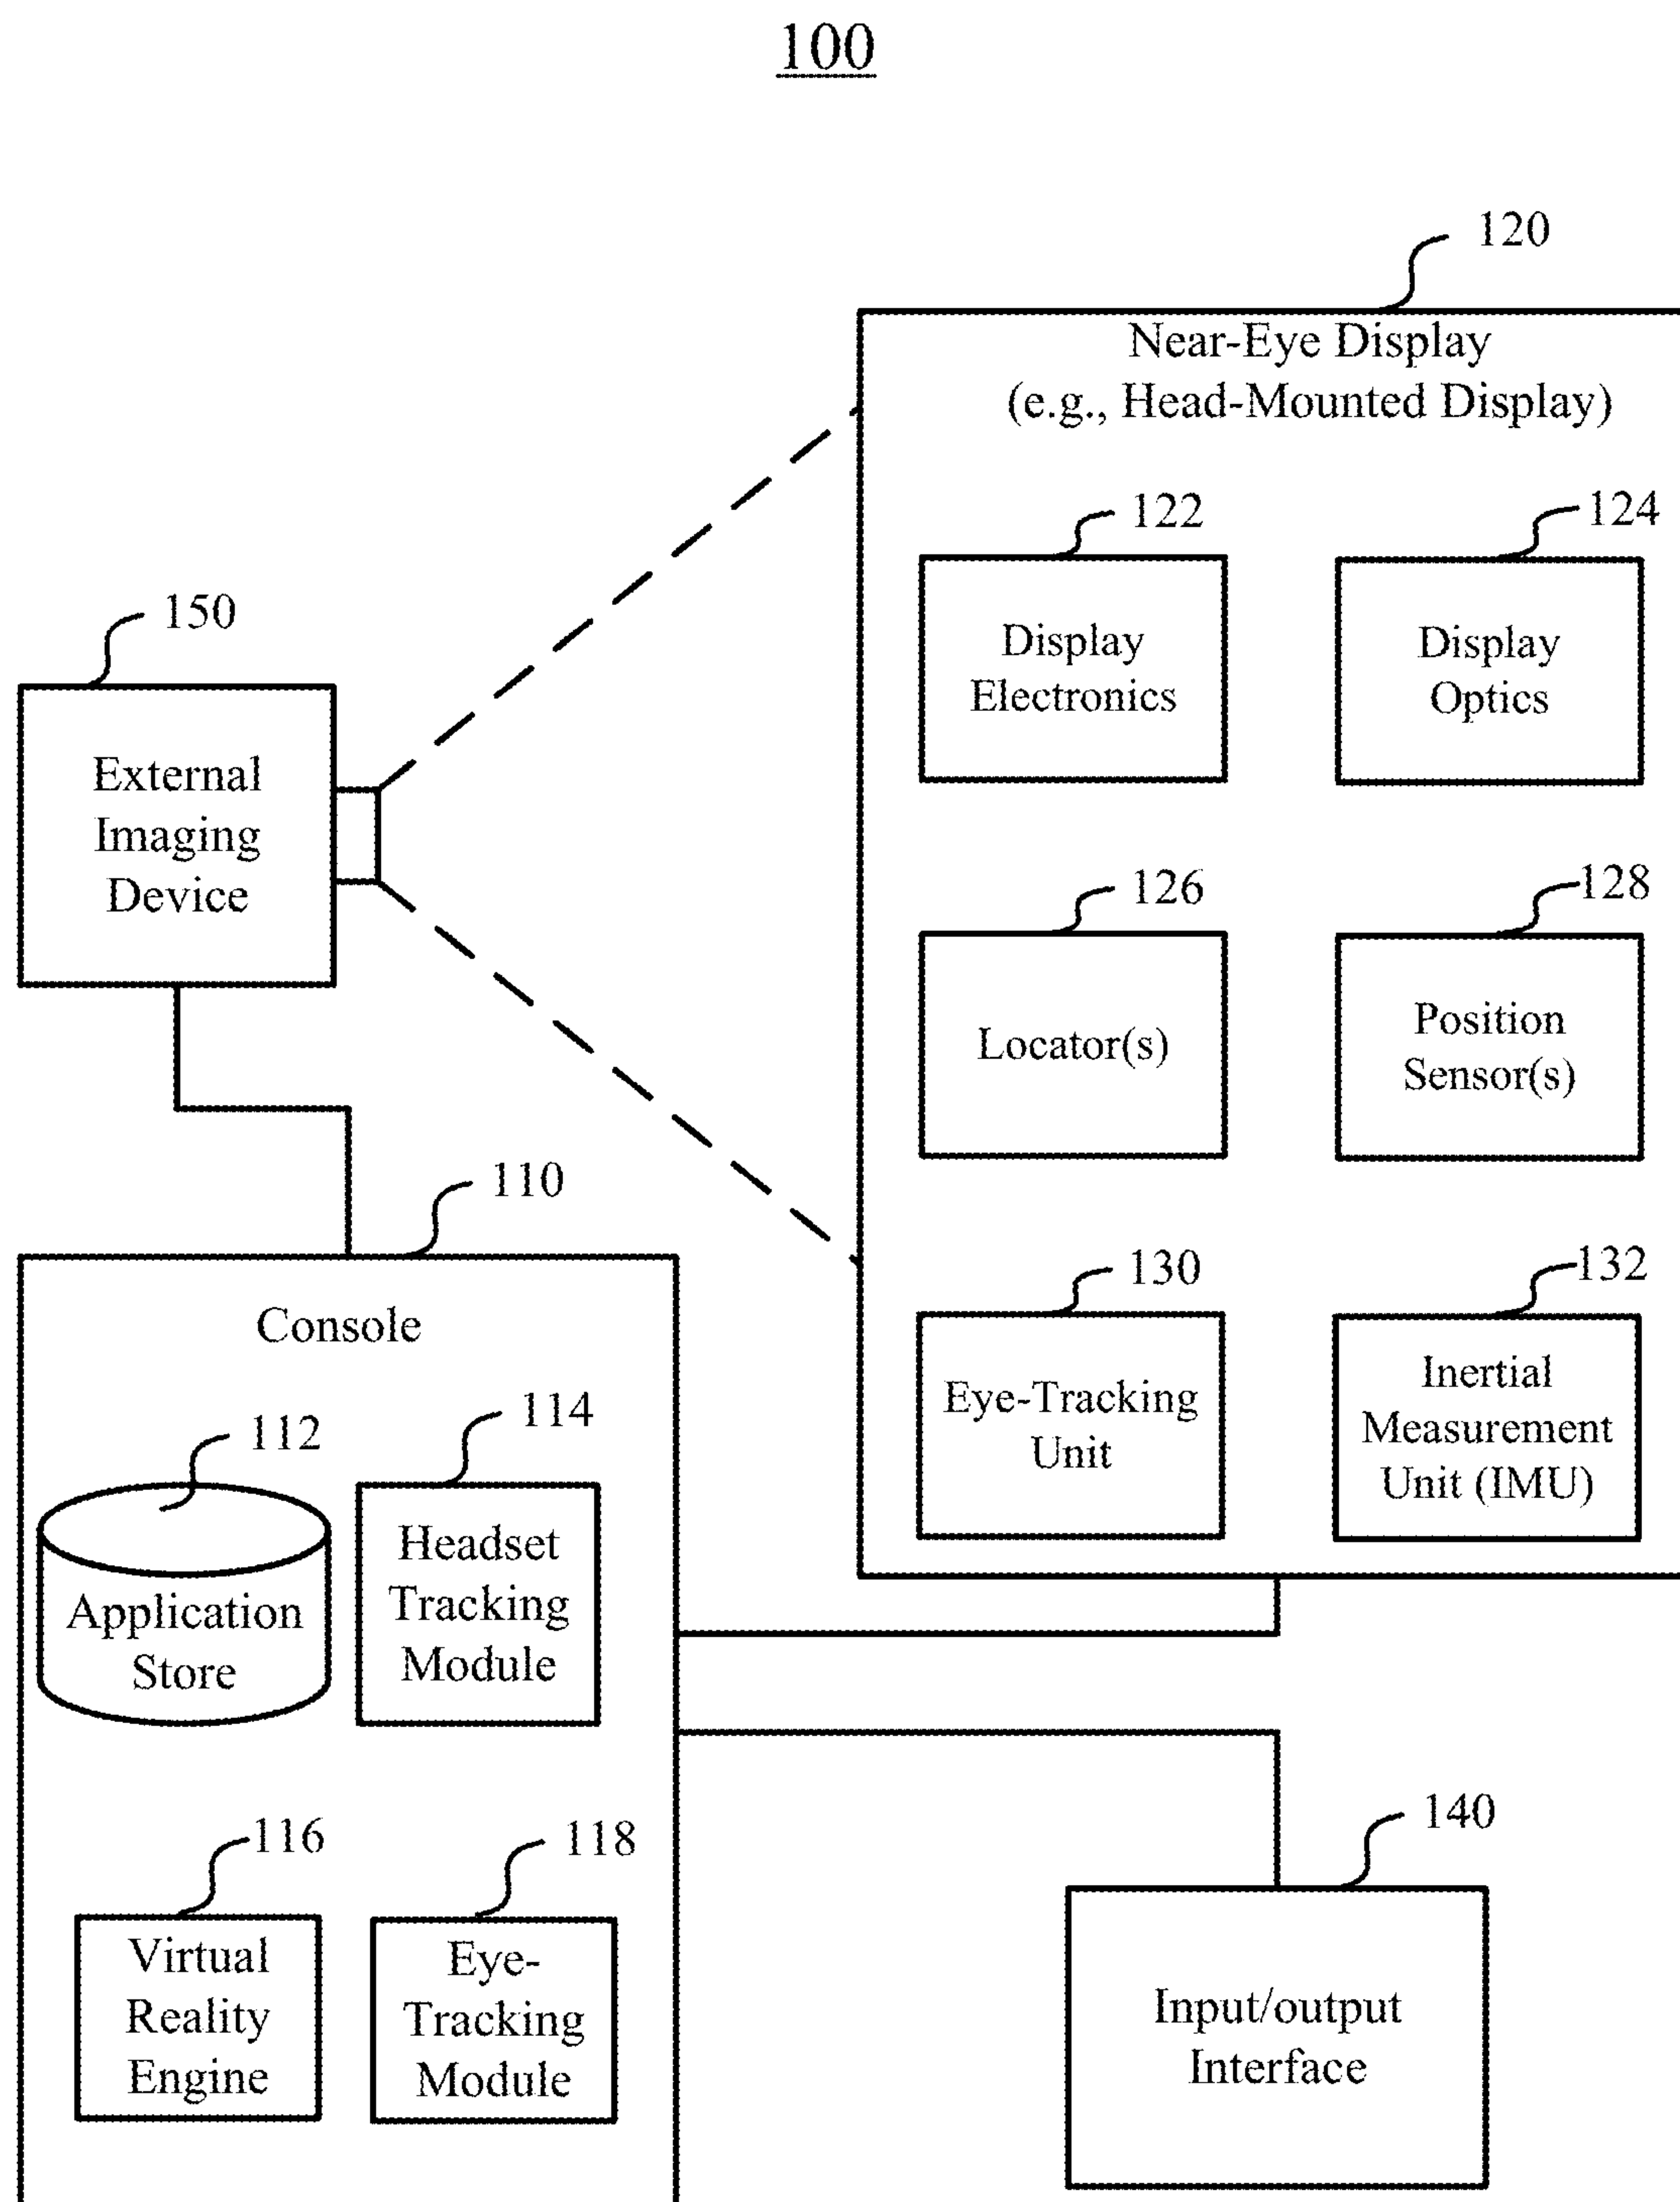 100
120
Near-Eye Display
(e.g., Head-Mounted Display)
122
124
Display
Electronics
Display
Optics
150
External
Imaging
Device
126
128
Locator(s)
Position
Sensor(s)
110
130
132
Eye-Tracking
Unit
Inertial
Measurement
Unit (IMU)
Console
112
114
Application
Store
Headset
Tracking
Module
116
118
Virtual
Reality
Engine
Eye-
Tracking
Module
140
Input/output
Interface